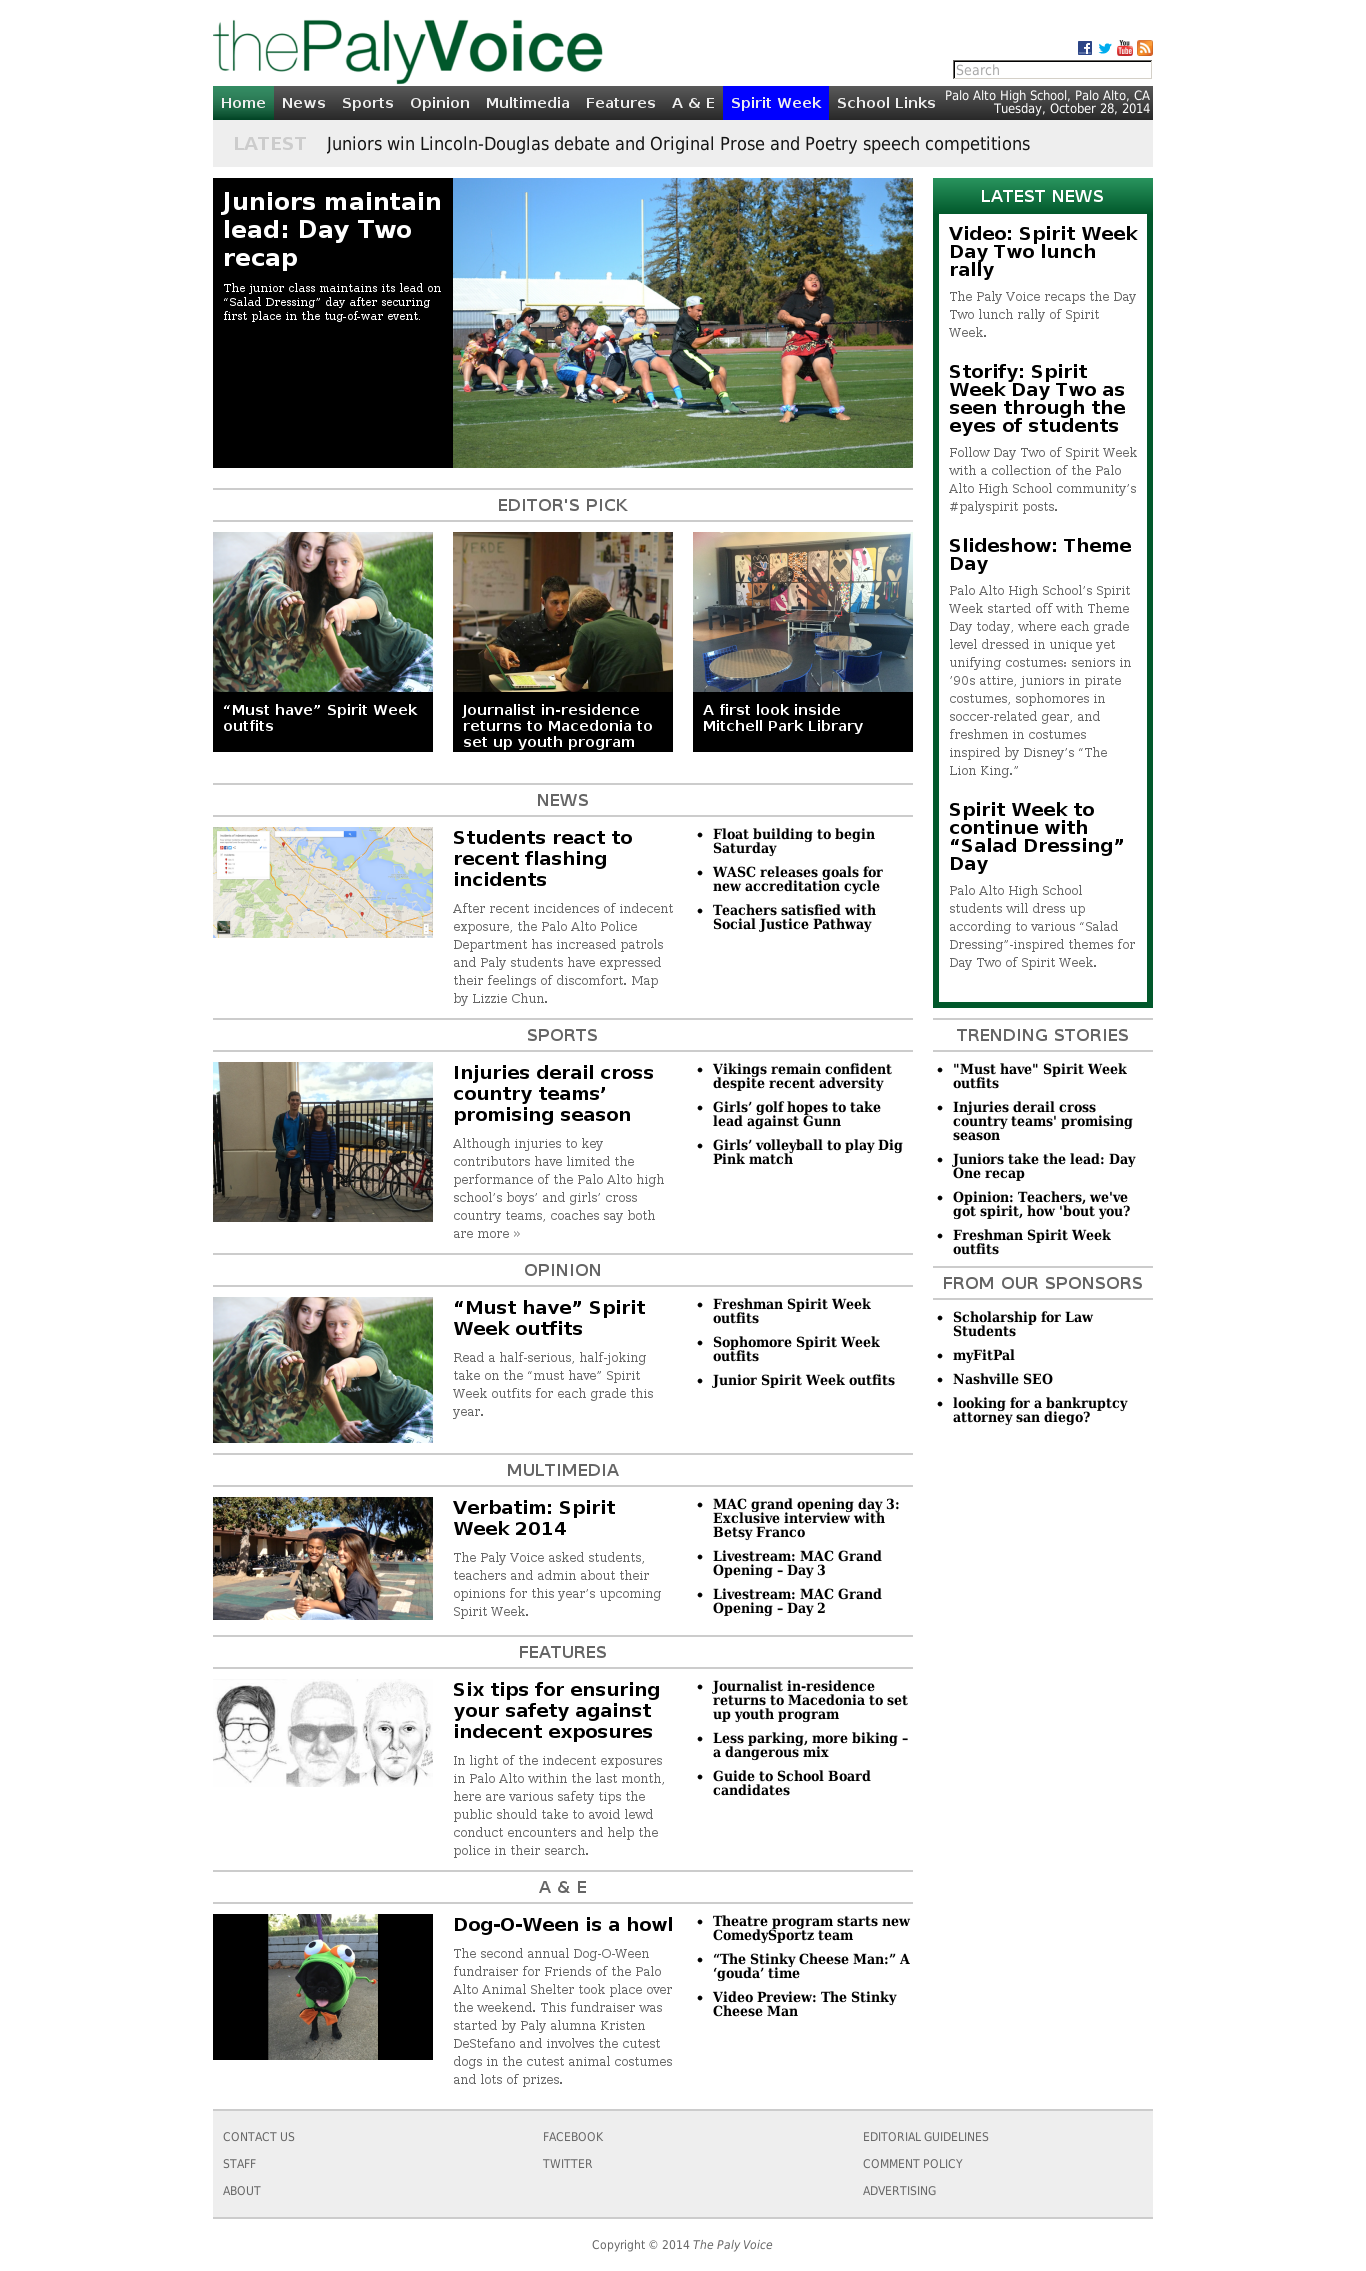 thePalyVoice
Search
Home News Sports Opinion Multimedia Features A & E Spirit Week School Links
Palo Alto High School, Palo Alto, CA
Tuesday, October 28, 2014
LATEST Juniors win Lincoln-Douglas debate and Original Prose and Poetry speech competitions
Juniors maintain
lead: Day Two
recap
The junior class maintains its lead on
“Salad Dressing” day after securing
first place in the tug-of-war event.
EDITOR'S PICK
“Must have” Spirit Week
outfits
Journalist in-residence
returns to Macedonia to
set up youth program
A first look inside
Mitchell Park Library
NEWS
Students react to
recent flashing
incidents
After recent incidences of indecent
exposure, the Palo Alto Police
Department has increased patrols
and Paly students have expressed
their feelings of discomfort. Map
by Lizzie Chun.
Float building to begin
Saturday
WASC releases goals for
new accreditation cycle
Teachers satisfied with
Social Justice Pathway
SPORTS
Injuries derail cross
country teams’
promising season
Although injuries to key
contributors have limited the
performance of the Palo Alto high
school’s boys’ and girls’ cross
country teams, coaches say both
are more »
Vikings remain confident
despite recent adversity
Girls’ golf hopes to take
lead against Gunn
Girls’ volleyball to play Dig
Pink match
OPINION
“Must have” Spirit
Week outfits
Read a half-serious, half-joking
take on the “must have” Spirit
Week outfits for each grade this
year.
Freshman Spirit Week
outfits
Sophomore Spirit Week
outfits
Junior Spirit Week outfits
MULTIMEDIA
Verbatim: Spirit
Week 2014
The Paly Voice asked students,
teachers and admin about their
opinions for this year’s upcoming
Spirit Week.
MAC grand opening day 3:
Exclusive interview with
Betsy Franco
Livestream: MAC Grand
Opening – Day 3
Livestream: MAC Grand
Opening – Day 2
FEATURES
Six tips for ensuring
your safety against
indecent exposures
In light of the indecent exposures
in Palo Alto within the last month,
here are various safety tips the
public should take to avoid lewd
conduct encounters and help the
police in their search.
Journalist in-residence
returns to Macedonia to set
up youth program
Less parking, more biking –
a dangerous mix
Guide to School Board
candidates
A & E
Dog-O-Ween is a howl
The second annual Dog-O-Ween
fundraiser for Friends of the Palo
Alto Animal Shelter took place over
the weekend. This fundraiser was
started by Paly alumna Kristen
DeStefano and involves the cutest
dogs in the cutest animal costumes
and lots of prizes.
Theatre program starts new
ComedySportz team
“The Stinky Cheese Man:” A
‘gouda’ time
Video Preview: The Stinky
Cheese Man
LATEST NEWS
Video: Spirit Week
Day Two lunch
rally
The Paly Voice recaps the Day
Two lunch rally of Spirit
Week.
Storify: Spirit
Week Day Two as
seen through the
eyes of students
Follow Day Two of Spirit Week
with a collection of the Palo
Alto High School community’s
#palyspirit posts.
Slideshow: Theme
Day
Palo Alto High School’s Spirit
Week started off with Theme
Day today, where each grade
level dressed in unique yet
unifying costumes: seniors in
’90s attire, juniors in pirate
costumes, sophomores in
soccer-related gear, and
freshmen in costumes
inspired by Disney’s “The
Lion King.”
Spirit Week to
continue with
“Salad Dressing”
Day
Palo Alto High School
students will dress up
according to various “Salad
Dressing”-inspired themes for
Day Two of Spirit Week.
TRENDING STORIES
"Must have" Spirit Week
outfits
Injuries derail cross
country teams' promising
season
Juniors take the lead: Day
One recap
Opinion: Teachers, we've
got spirit, how 'bout you?
Freshman Spirit Week
outfits
FROM OUR SPONSORS
Scholarship for Law
Students
myFitPal
Nashville SEO
looking for a bankruptcy
attorney san diego?
CONTACT US
STAFF
ABOUT
FACEBOOK
TWITTER
EDITORIAL GUIDELINES
COMMENT POLICY
ADVERTISING
Copyright © 2014 The Paly Voice